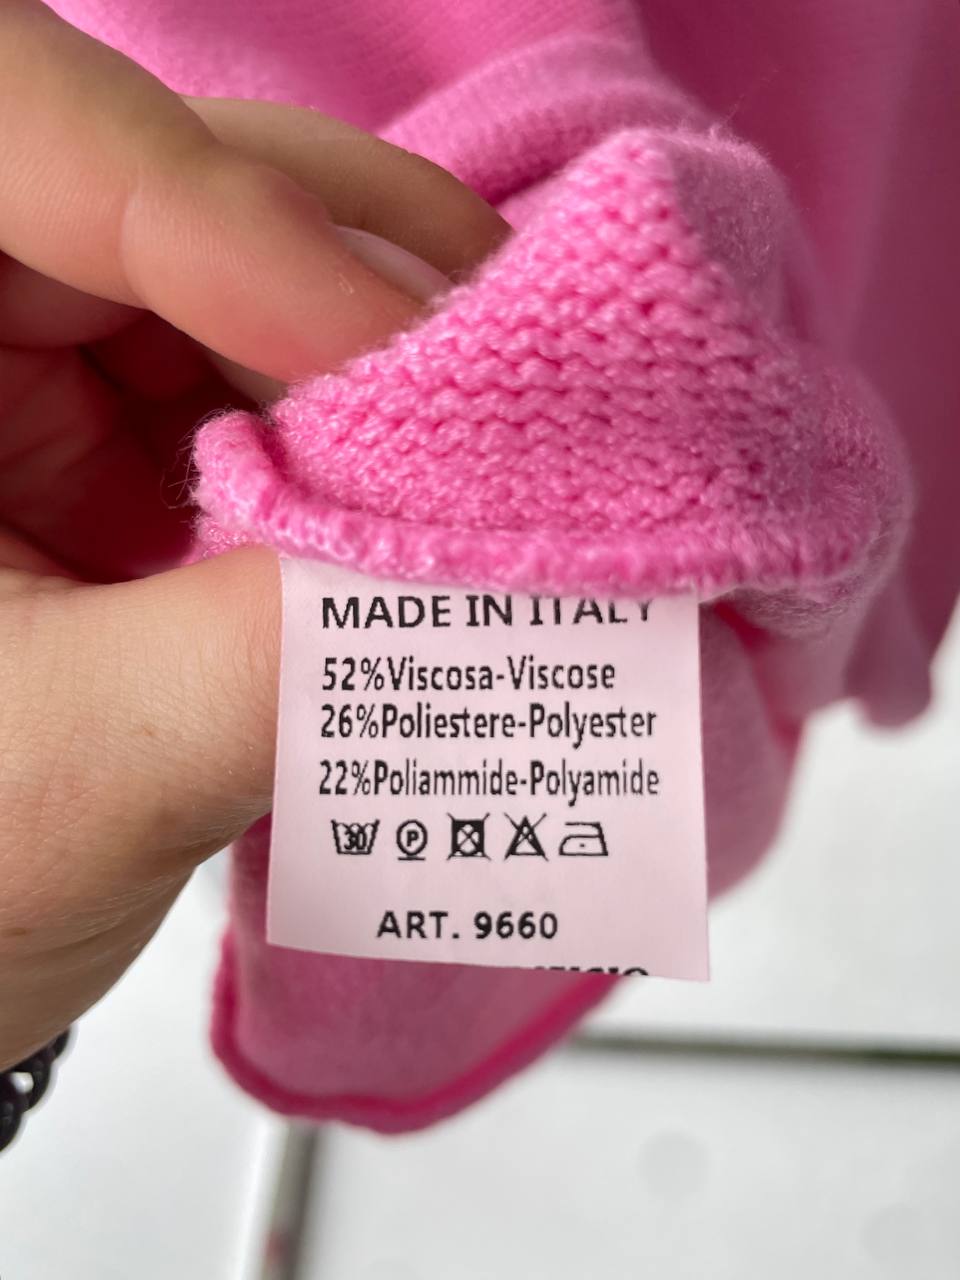 MADE IN ITALY
52%Viscosa-Viscose
26%Poliestere-Polyester
22%Poliammide-Polyamide
30 P
ART. 9660